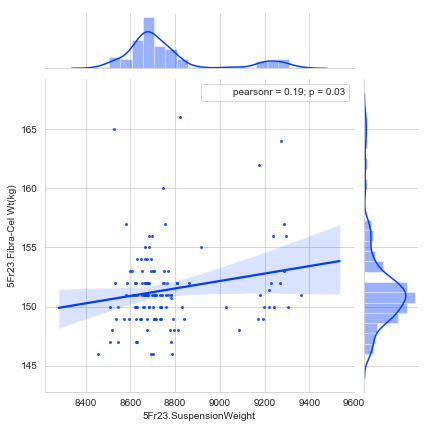 pearsonr = 0.19; p = 0.03
165
160
155
150
145
5Fr23.Fibra-Cel Wt(kg)
8400 8600 8800 9000 9200 9400 9600
5Fr23.SuspensionWeight